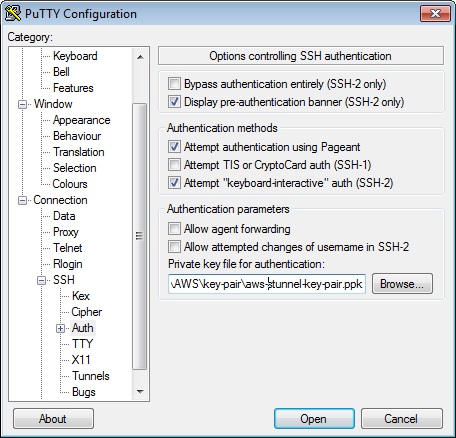 PuTTY Configuration
Category:
Keyboard
Bell
Features
Window
Appearance
Behaviour
Translation
Selection
Colours
Connection
Data
Proxy
Telnet
Rlogin
SSH
Kex
Cipher
Auth
TTY
X11
Tunnels
Bugs
Options controlling SSH authentication
Bypass authentication entirely (SSH-2 only)
Display pre-authentication banner (SSH-2 only)
Authentication methods
Attempt authentication using Pageant
Attempt TIS or CryptoCard auth (SSH-1)
Attempt "keyboard-interactive" auth (SSH-2)
Authentication parameters
Allow agent forwarding
Allow attempted changes of username in SSH-2
Private key file for authentication:
\AWS\key-pair\aws-stunnel-key-pair.ppk Browse...
About Open Cancel